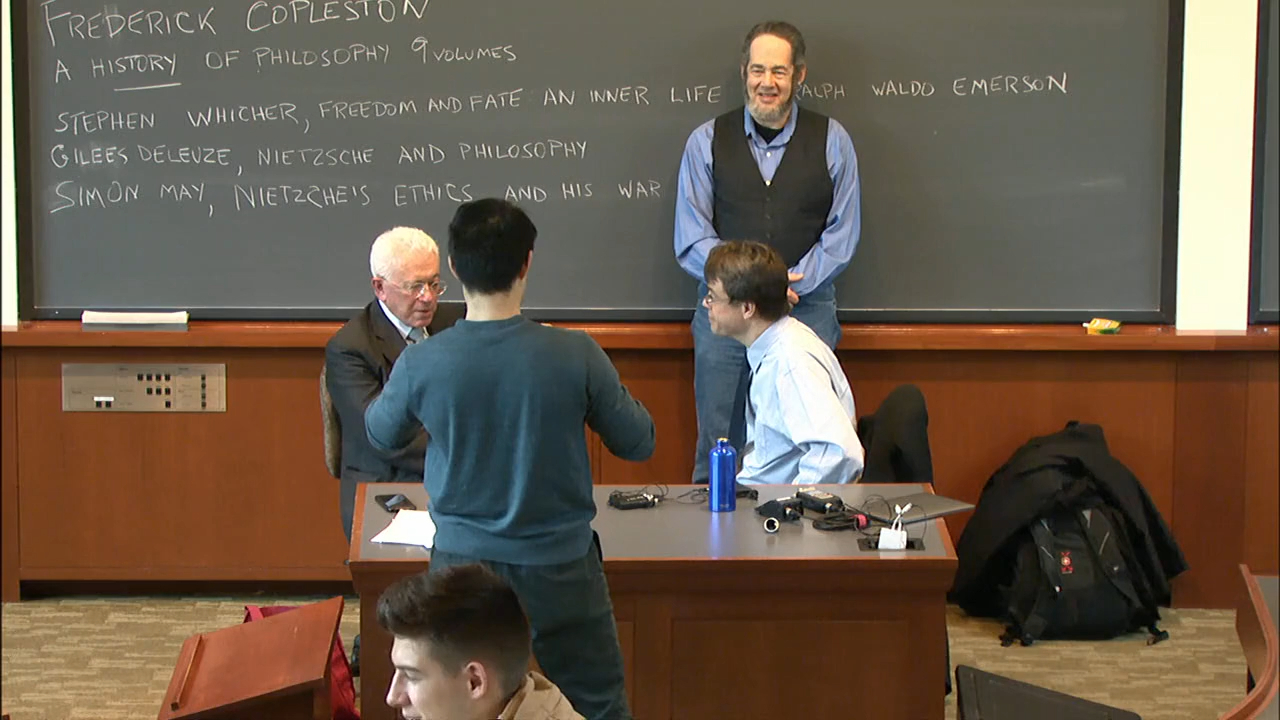 FREDERICK COPLESTON
A HISTORY OF PHILOSOPHY 9 VOLUMES
STEPHEN WHICHER, FREEDOM AND FATE AN INNER LIFE RALPH WALDO EMERSON
GILEES DELEUZE, NIETZSCHE AND PHILOSOPHY
SIMON MAY, NIETZCHE'S ETHICS AND HIS WAR